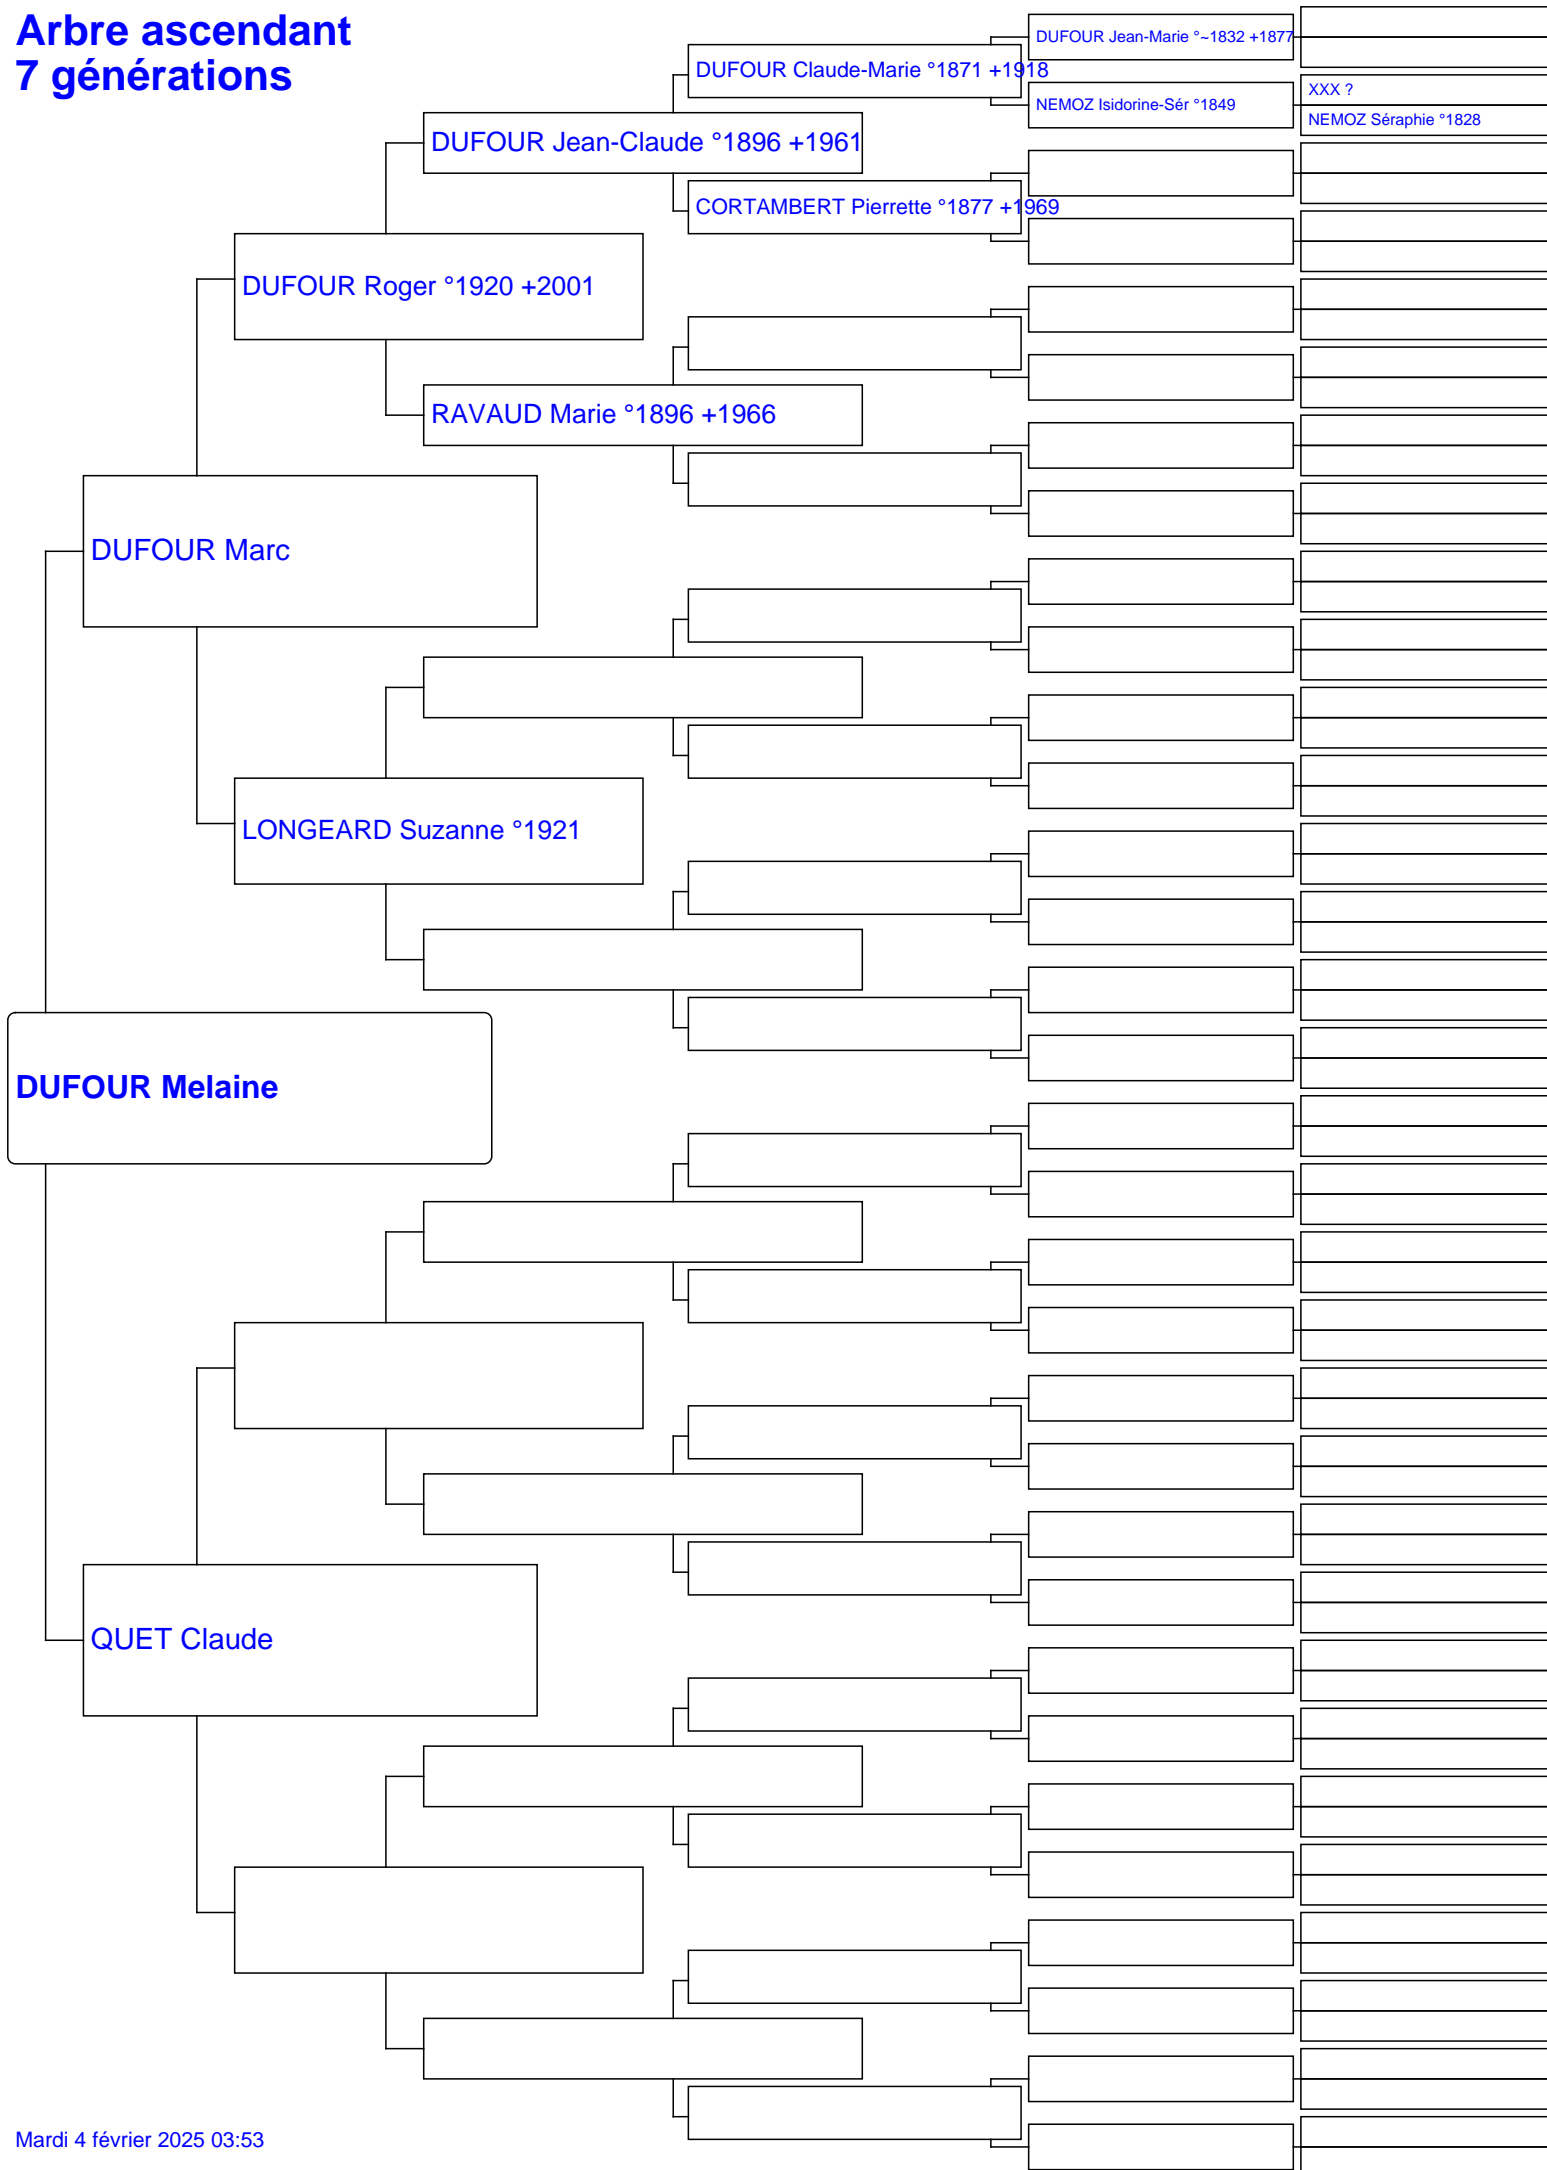 Arbre ascendant
7 générations
DUFOUR Jean-Marie °~1832 +1877
DUFOUR Claude-Marie °1871 +1918
XXX ?
NEMOZ Isidorine-Sér °1849
NEMOZ Séraphie °1828
DUFOUR Jean-Claude °1896 +1961
CORTAMBERT Pierrette °1877 +1969
DUFOUR Roger °1920 +2001
RAVAUD Marie °1896 +1966
DUFOUR Marc
LONGEARD Suzanne °1921
DUFOUR Melaine
QUET Claude
Mardi 4 février 2025 03:53